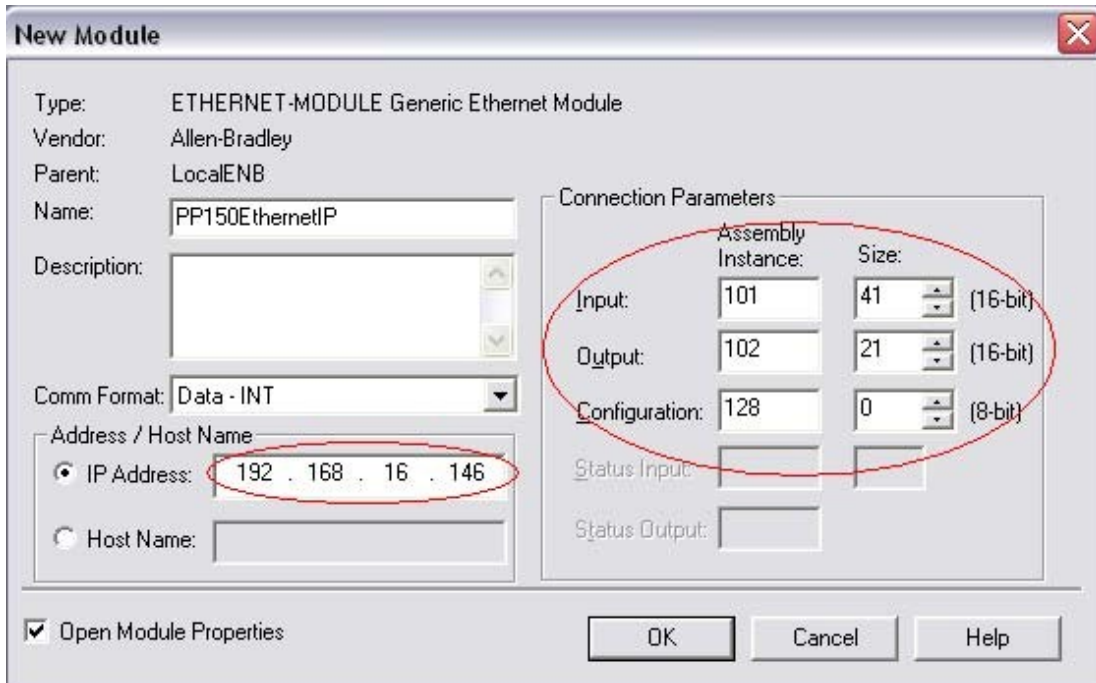 New Module
Type: ETHERNET-MODULE Generic Ethernet Module
Vendor: Allen-Bradley
Parent: LocalENB
Name: PP150EthernetIP
Description:
Comm Format: Data - INT
Address / Host Name
IP Address: 192 . 168 . 16 . 146
Host Name:
Connection Parameters
Assembly
Instance: Size:
Input: 101 41 (16-bit)
Output: 102 21 (16-bit)
Configuration: 128 0 (8-bit)
Status Input:
Status Output:
Open Module Properties
OK Cancel Help